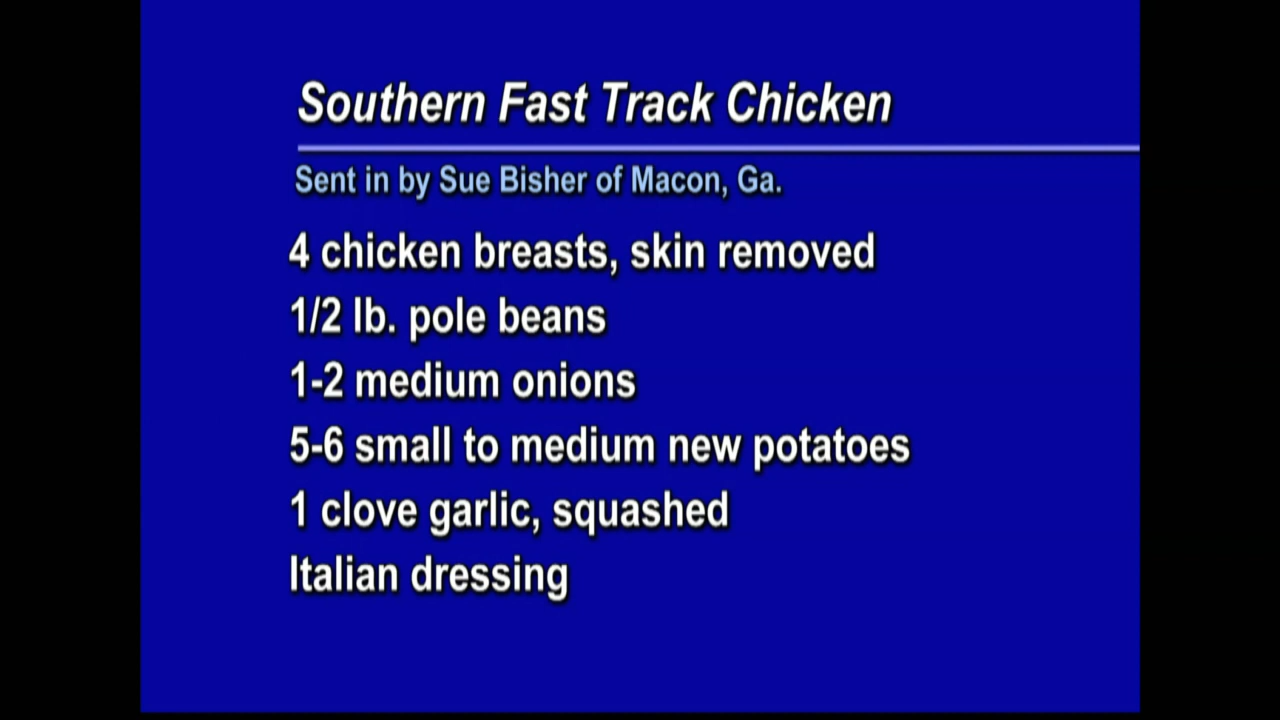 Southern Fast Track Chicken
Sent in by Sue Bisher of Macon, Ga.
4 chicken breasts, skin removed
1/2 lb. pole beans
1-2 medium onions
5-6 small to medium new potatoes
1 clove garlic, squashed
Italian dressing